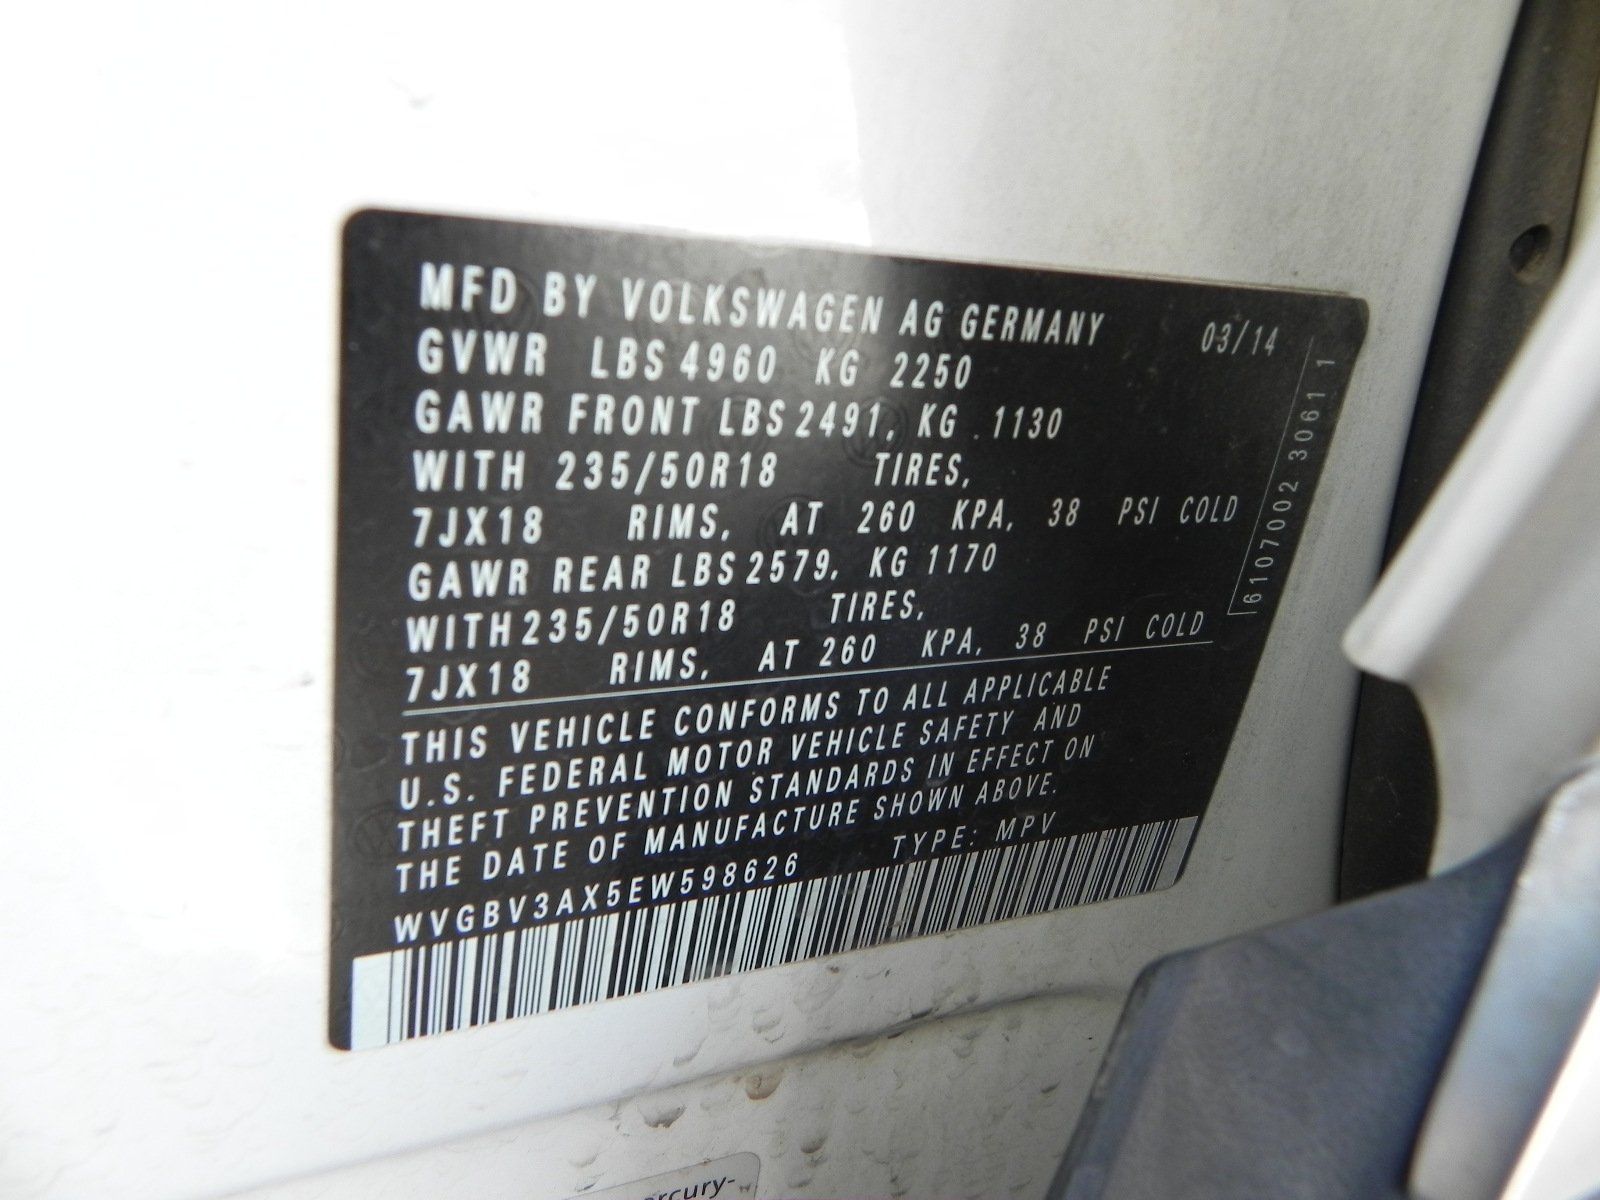 MFD BY VOLKSWAGEN AG GERMANY 03/14
GVWR LBS 4960 KG 2250
GAWR FRONT LBS 2491, KG . 1130
WITH 235/50R18 TIRES,
7JX18 RIMS, AT 260 KPA, 38 PSI COLD
GAWR REAR LBS 2579, KG 1170
WITH 235/50R18 TIRES,
7JX18 RIMS, AT 260 KPA, 38 PSI COLD
THIS VEHICLE CONFORMS TO ALL APPLICABLE
U.S. FEDERAL MOTOR VEHICLE SAFETY AND
THEFT PREVENTION STANDARDS IN EFFECT ON
THE DATE OF MANUFACTURE SHOWN ABOVE.
WVGBV3AX5EW598626 TYPE: MPV
6107002 3061 1